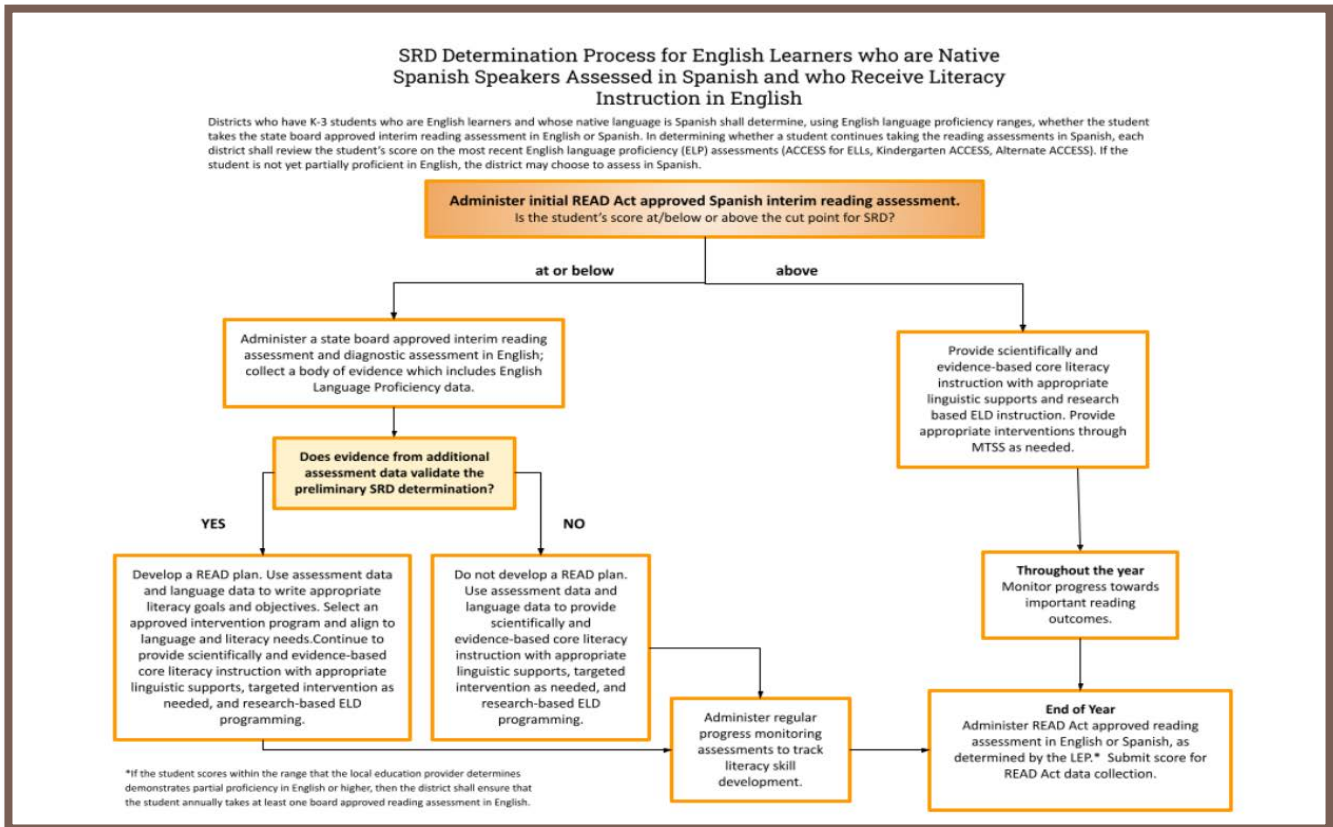 SRD Determination Process for English Learners who are Native
Spanish Speakers Assessed in Spanish and who Receive Literacy
Instruction in English
Districts who have K-3 students who are English learners and whose native language is Spanish shall determine, using English language proficiency ranges, whether the student
takes the state board approved interim reading assessment in English or Spanish. In determining whether a student continues taking the reading assessments in Spanish, each
district shall review the student's score on the most recent English language proficiency (ELP) assessments (ACCESS for ELLs, Kindergarten ACCESS, Alternate ACCESS). If the
student is not yet partially proficient in English, the district may choose to assess in Spanish.
Administer initial READ Act approved Spanish interim reading assessment.
Is the student's score at/below or above the cut point for SRD?
at or below
above
Administer a state board approved interim reading
assessment and diagnostic assessment in English;
collect a body of evidence which includes English
Language Proficiency data.
Provide scientifically and
evidence-based core literacy
instruction with appropriate
linguistic supports and research
based ELD instruction. Provide
appropriate interventions through
MTSS as needed.
Does evidence from additional
assessment data validate the
preliminary SRD determination?
YES
NO
Develop a READ plan. Use assessment data
and language data to write appropriate
literacy goals and objectives. Select an
approved intervention program and align to
language and literacy needs.Continue to
provide scientifically and evidence-based
core literacy instruction with appropriate
linguistic supports, targeted intervention as
needed, and research-based ELD
programming.
Do not develop a READ plan.
Use assessment data and
language data to provide
scientifically and
evidence-based core literacy
instruction with appropriate
linguistic supports, targeted
intervention as needed, and
research-based ELD
programming.
Throughout the year
Monitor progress towards
important reading
outcomes.
Administer regular
progress monitoring
assessments to track
literacy skill
development.
End of Year
Administer READ Act approved reading
assessment in English or Spanish, as
determined by the LEP.* Submit score for
READ Act data collection.
*If the student scores within the range that the local education provider determines
demonstrates partial proficiency in English or higher, then the district shall ensure that
the student annually takes at least one board approved reading assessment in English.